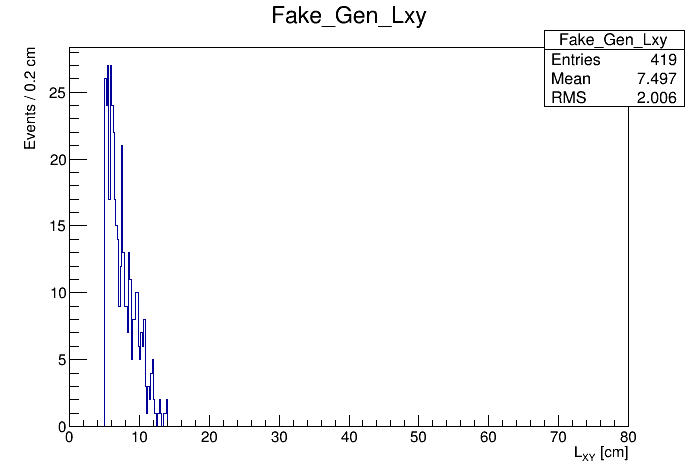 Fake_Gen_Lxy
Fake_Gen_Lxy
Entries 419
Mean 7.497
RMS 2.006
Events / 0.2 cm
25
20
15
10
5
0
0 10 20 30 40 50 60 70 80
L_XY [cm]